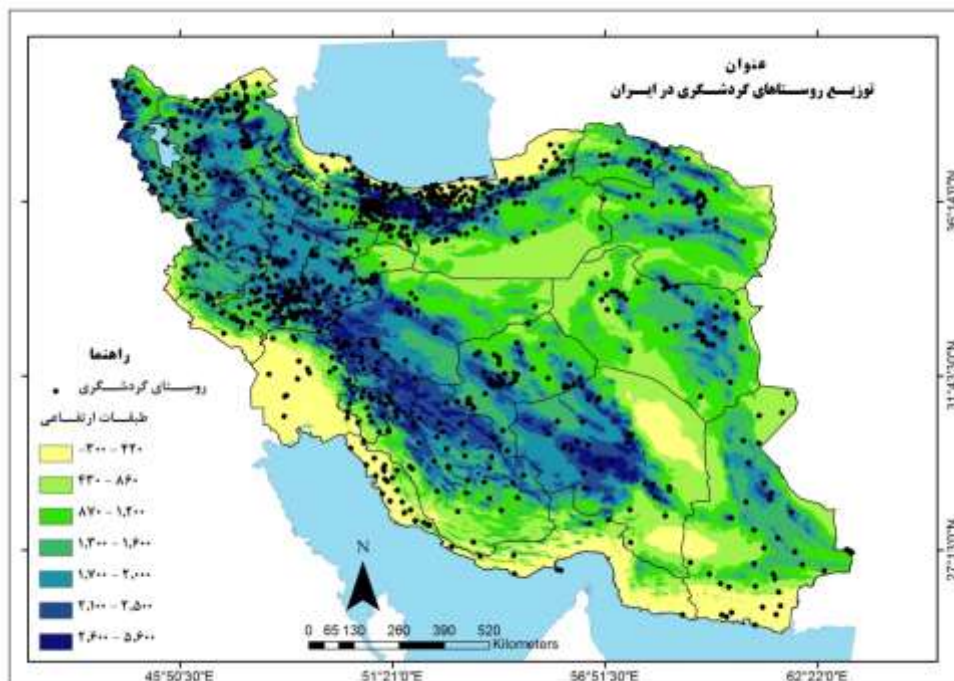 عنوان
توزیع روستاهای گردشگری در ایران
راهنما
روستای گردشگری
طبقات ارتفاعی
-۳۰۰ – ۴۲۰
۴۳۰ – ۸۶۰
۸۷۰ – ۱,۲۰۰
۱,۳۰۰ – ۱,۶۰۰
۱,۷۰۰ – ۲,۰۰۰
۲,۱۰۰ – ۲,۵۰۰
۲,۶۰۰ – ۵,۶۰۰
N
0 65 130 260 390 520
Kilometers
45°50'30"E 51°21'0"E 56°51'30"E 62°22'0"E